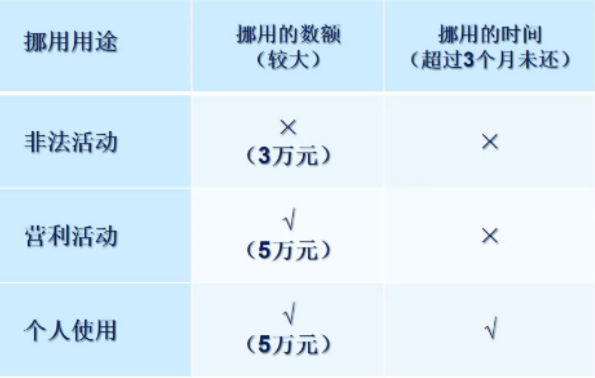 挪用用途
挪用的数额
（较大）
挪用的时间
（超过3个月未还）
非法活动
×
（3万元）
×
营利活动
√
（5万元）
×
个人使用
√
（5万元）
√